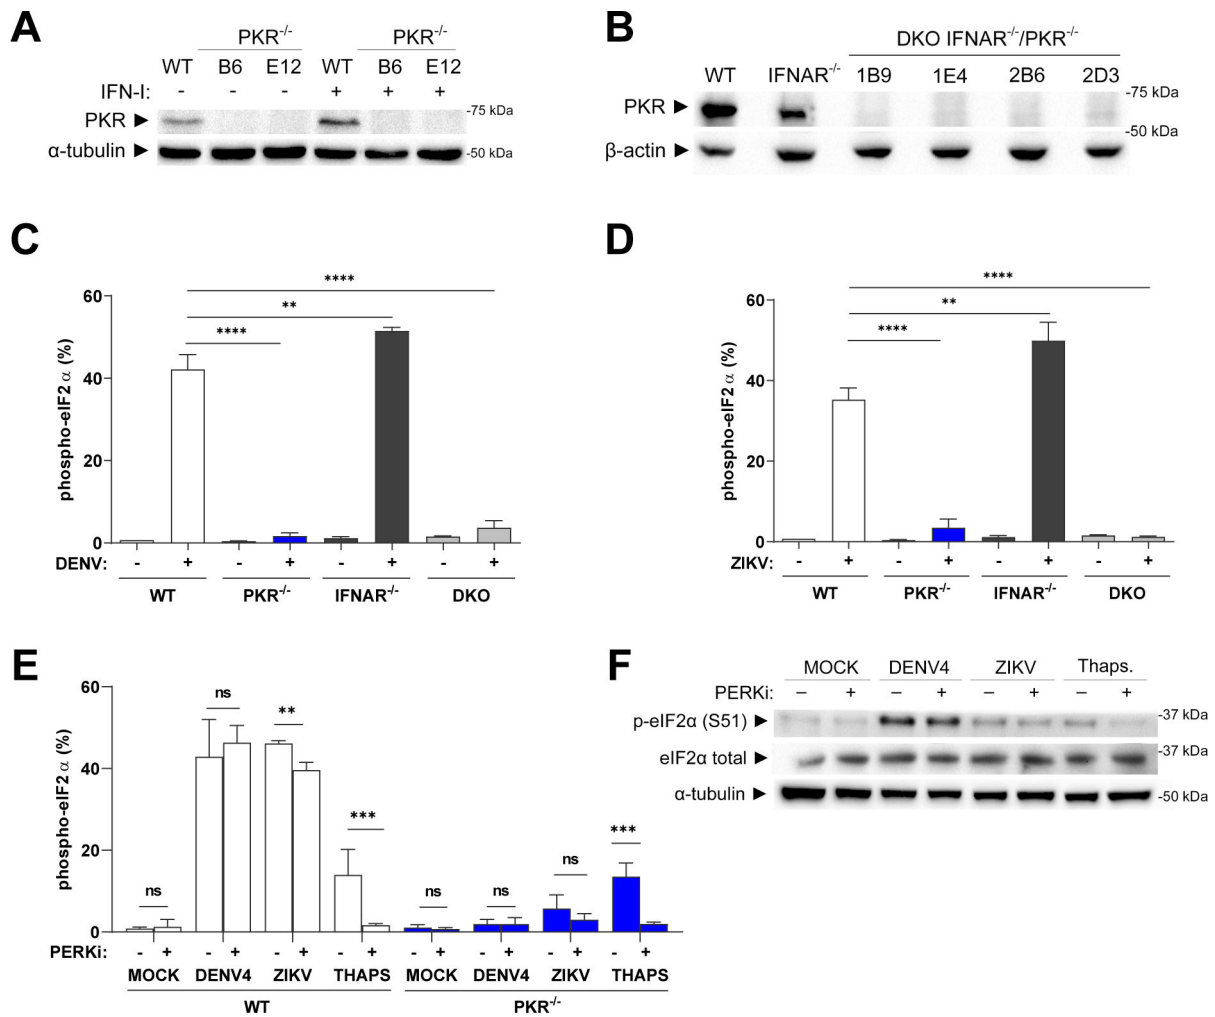 A
PKR-/- PKR-/-
WT B6 E12 WT B6 E12
IFN-I: - - - + + +
PKR ► -75 kDa
α-tubulin ► -50 kDa
B
DKO IFNAR-/-/PKR-/-
WT IFNAR-/- 1B9 1E4 2B6 2D3
PKR ► -75 kDa
-50 kDa
β-actin ►
C
****
**
****
phospho-eIF2 α (%)
60
40
20
0
DENV: - + - + - + - +
WT PKR-/- IFNAR-/- DKO
D
****
**
****
phospho-eIF2 α (%)
60
40
20
0
ZIKV: - + - + - + - +
WT PKR-/- IFNAR-/- DKO
E
phospho-eIF2 α (%)
60
40
20
0
ns ns ** *** ns ns ns ***
PERKi: - + - + - + - + - + - + - + - +
MOCK DENV4 ZIKV THAPS MOCK DENV4 ZIKV THAPS
WT PKR-/-
F
MOCK DENV4 ZIKV Thaps.
PERKi: – + – + – + – +
p-eIF2α (S51) ► -37 kDa
eIF2α total ► -37 kDa
α-tubulin ► -50 kDa